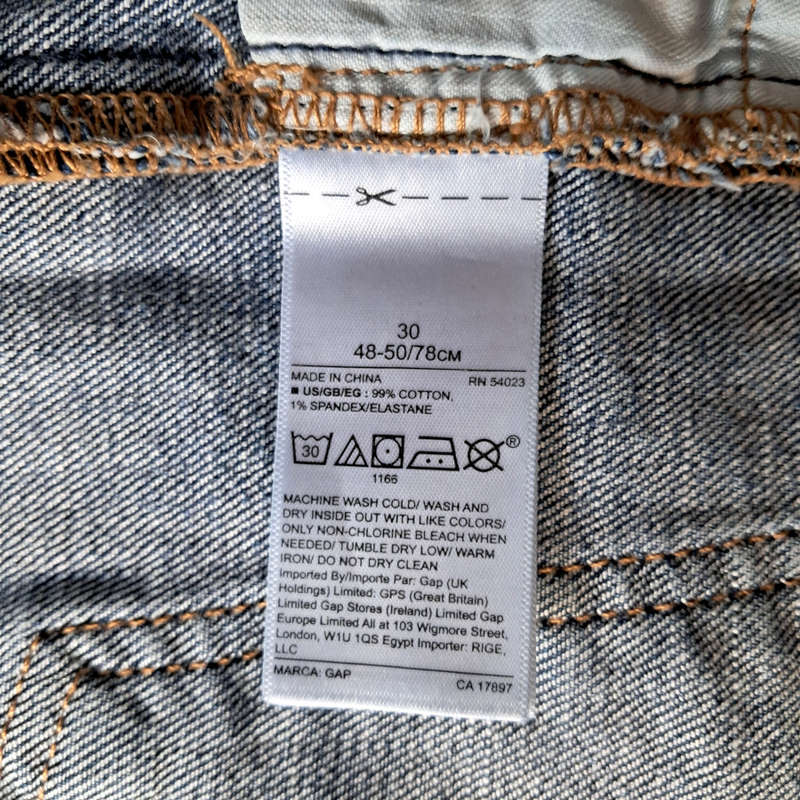 30
48-50/78CM
MADE IN CHINA RN 54023
■ US/GB/EG : 99% COTTON,
1% SPANDEX/ELASTANE
30 ®
1166
MACHINE WASH COLD/ WASH AND
DRY INSIDE OUT WITH LIKE COLORS/
ONLY NON-CHLORINE BLEACH WHEN
NEEDED/ TUMBLE DRY LOW/ WARM
IRON/ DO NOT DRY CLEAN
Imported By/Importe Par: Gap (UK
Holdings) Limited: GPS (Great Britain)
Limited Gap Stores (Ireland) Limited Gap
Europe Limited All at 103 Wigmore Street,
London, W1U 1QS Egypt Importer: RIGE,
LLC
MARCA: GAP CA 17897